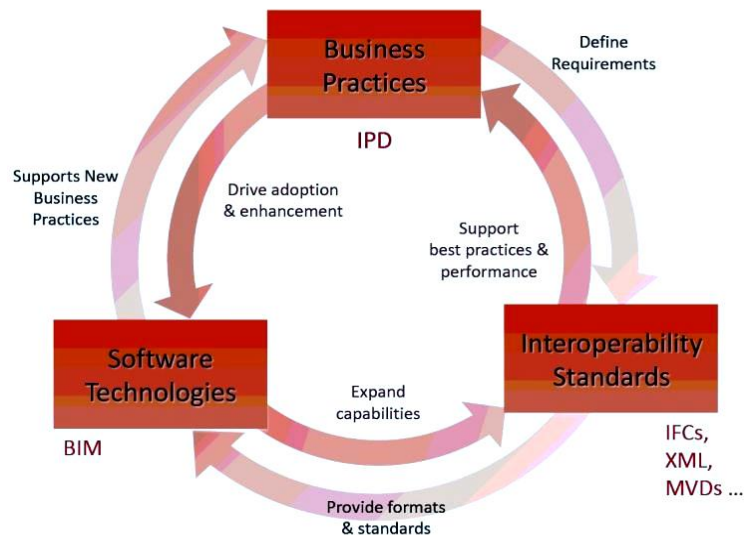 Business
Practices
IPD
Define
Requirements
Supports New
Business
Practices
Drive adoption
& enhancement
Support
best practices &
performance
Software
Technologies
BIM
Interoperability
Standards
IFCs,
XML,
MVDs ...
Expand
capabilities
Provide formats
& standards